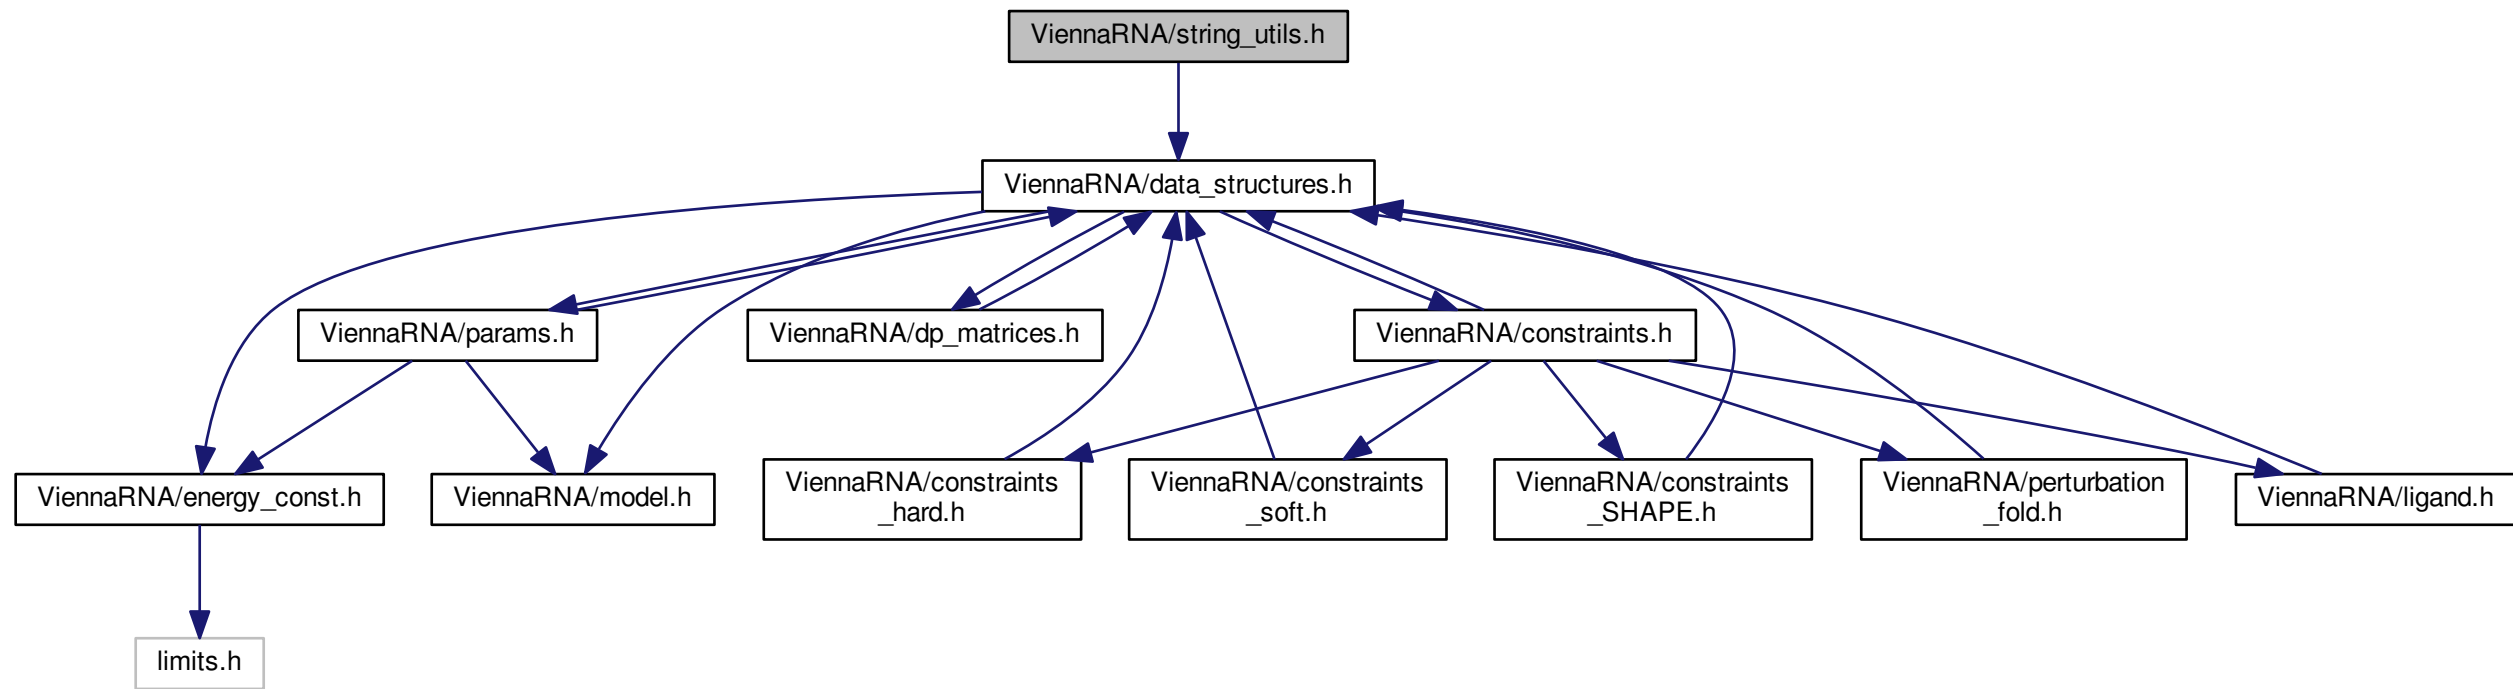 ViennaRNA/string_utils.h
ViennaRNA/data_structures.h
ViennaRNA/params.h
ViennaRNA/dp_matrices.h
ViennaRNA/constraints.h
ViennaRNA/energy_const.h
ViennaRNA/model.h
ViennaRNA/constraints
_hard.h
ViennaRNA/constraints
_soft.h
ViennaRNA/constraints
_SHAPE.h
ViennaRNA/perturbation
_fold.h
ViennaRNA/ligand.h
limits.h